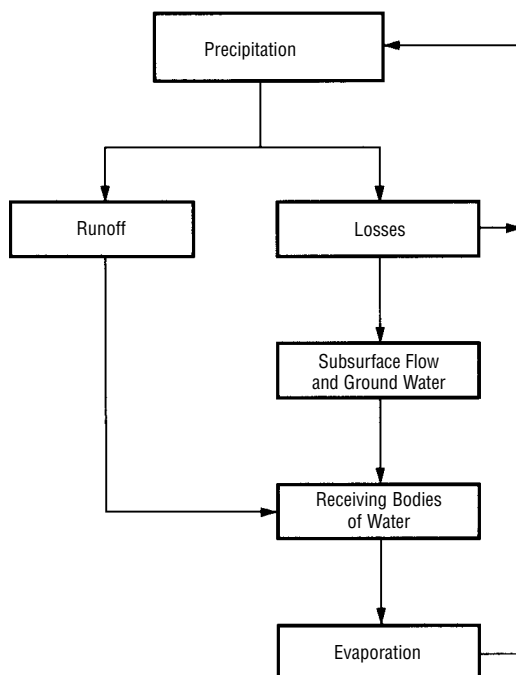 Precipitation
Runoff
Losses
Subsurface Flow
and Ground Water
Receiving Bodies
of Water
Evaporation